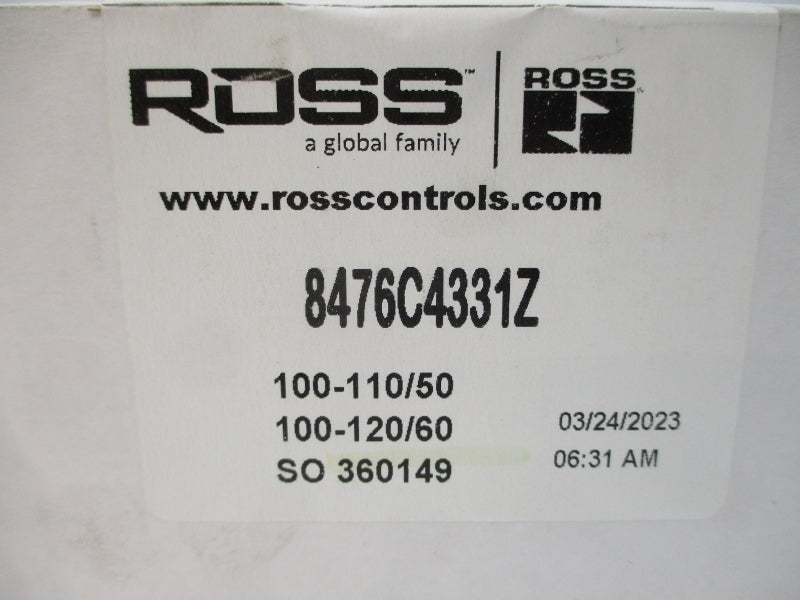 ROSS™
a global family
ROSS
www.rosscontrols.com
8476C4331Z
100-110/50
100-120/60
03/24/2023
SO 360149
06:31 AM